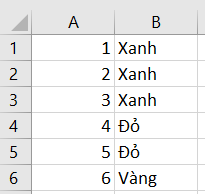 A B
1 1 Xanh
2 2 Xanh
3 3 Xanh
4 4 Đỏ
5 5 Đỏ
6 6 Vàng